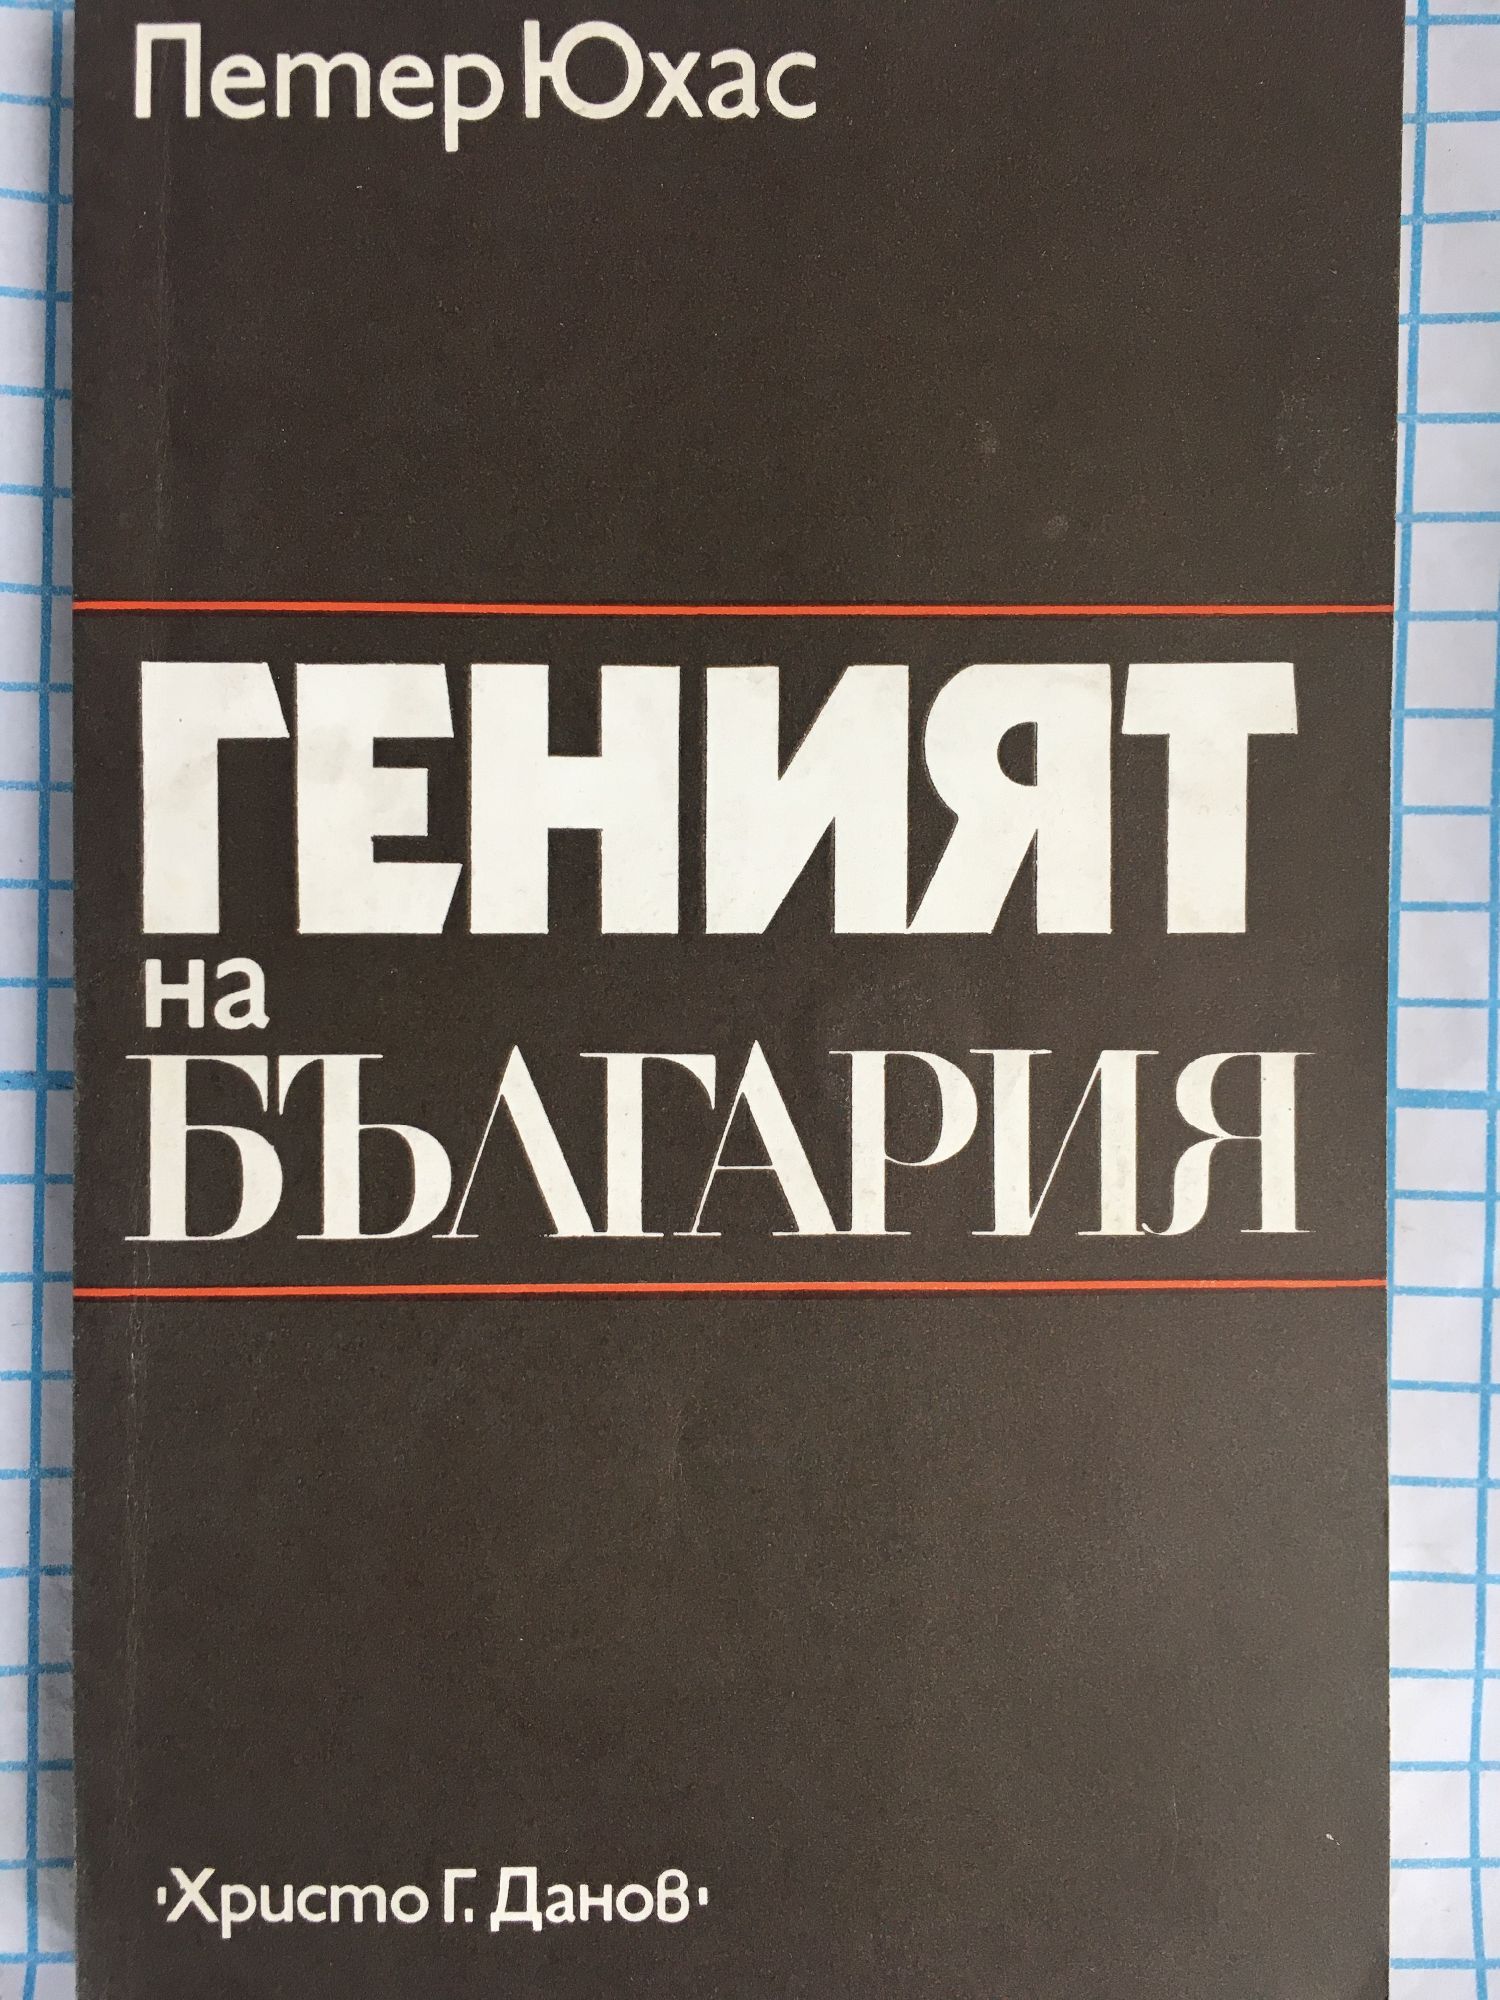 Петер Юхас
ГЕНИЯТ
на
БЪЛГАРИЯ
'Христо Г. Данов'